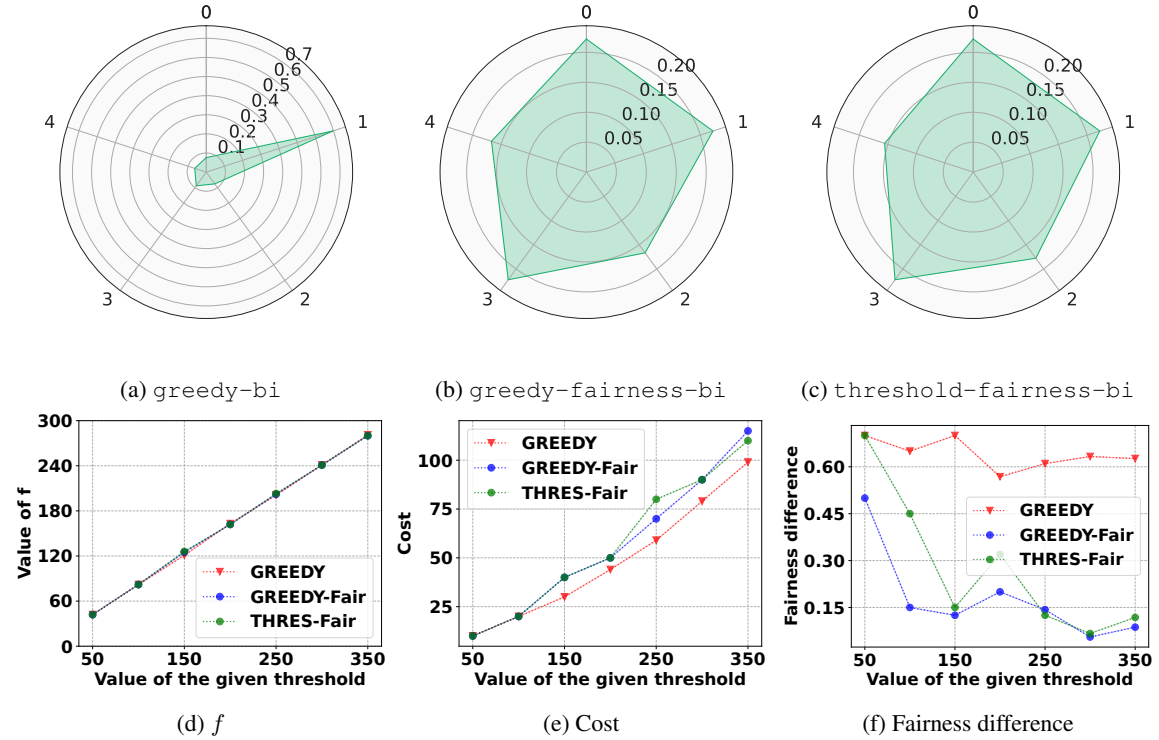 0
0.7
0.6
0.5
0.4
0.3
0.2
0.1
1
4
3
2
(a) greedy-bi
0
0.20
0.15
0.10
0.05
1
4
3
2
(b) greedy-fairness-bi
0
0.20
0.15
0.10
0.05
1
4
3
2
(c) threshold-fairness-bi
300
240
180
120
60
0
Value of f
GREEDY
GREEDY-Fair
THRES-Fair
50 150 250 350
Value of the given threshold
(d) f
100
75
50
25
Cost
GREEDY
GREEDY-Fair
THRES-Fair
50 150 250 350
Value of the given threshold
(e) Cost
0.60
0.45
0.30
0.15
Fairness difference
GREEDY
GREEDY-Fair
THRES-Fair
50 150 250 350
Value of the given threshold
(f) Fairness difference